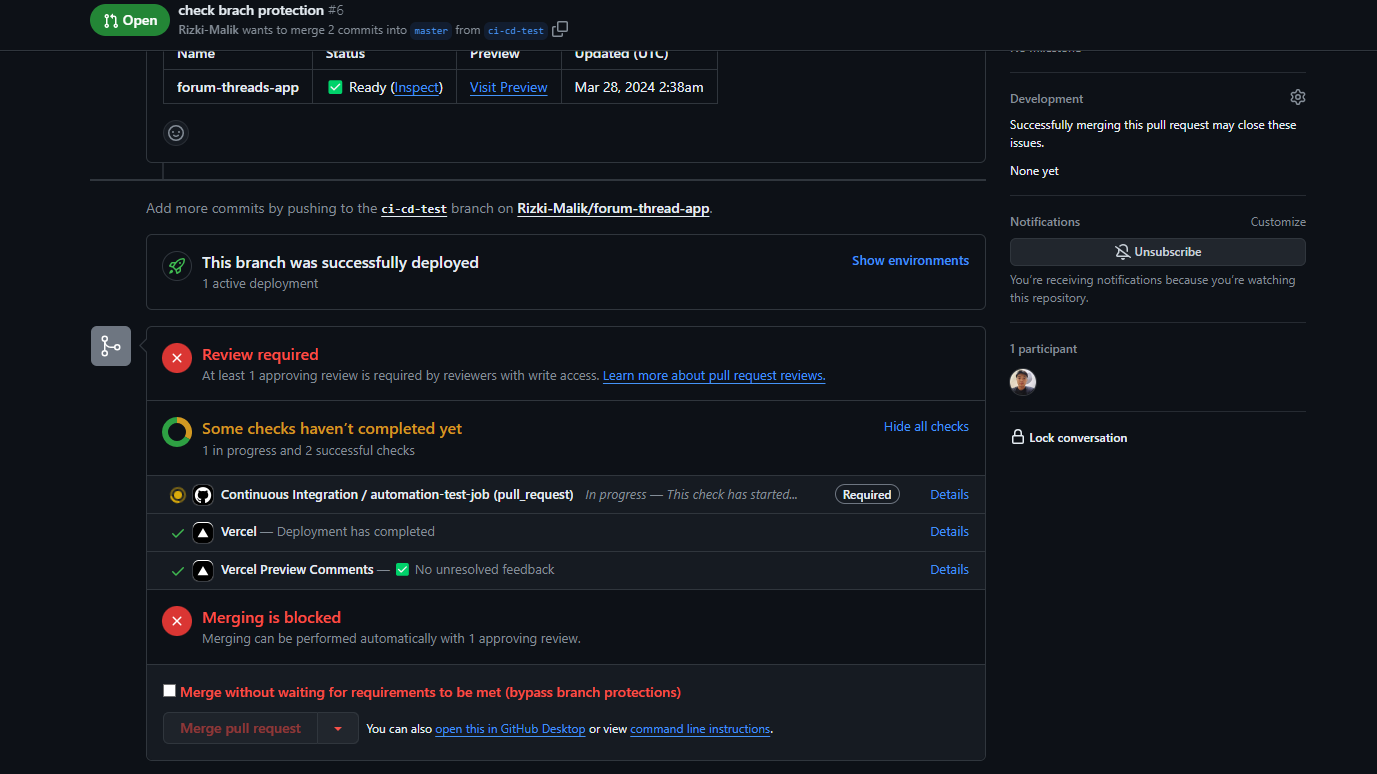 Open
check brach protection #6
Rizki-Malik wants to merge 2 commits into master from ci-cd-test
Name Status Preview Updated (UTC)
forum-threads-app ✅ Ready (Inspect) Visit Preview Mar 28, 2024 2:38am
Add more commits by pushing to the ci-cd-test branch on Rizki-Malik/forum-thread-app.
This branch was successfully deployed
1 active deployment
Show environments
Review required
At least 1 approving review is required by reviewers with write access. Learn more about pull request reviews.
Some checks haven't completed yet
1 in progress and 2 successful checks
Hide all checks
Continuous Integration / automation-test-job (pull_request) In progress — This check has started... Required Details
Vercel — Deployment has completed Details
Vercel Preview Comments — ✅ No unresolved feedback Details
Merging is blocked
Merging can be performed automatically with 1 approving review.
Merge without waiting for requirements to be met (bypass branch protections)
Merge pull request
You can also open this in GitHub Desktop or view command line instructions.
No milestone
Development
Successfully merging this pull request may close these
issues.
None yet
Notifications Customize
Unsubscribe
You're receiving notifications because you're watching
this repository.
1 participant
Lock conversation